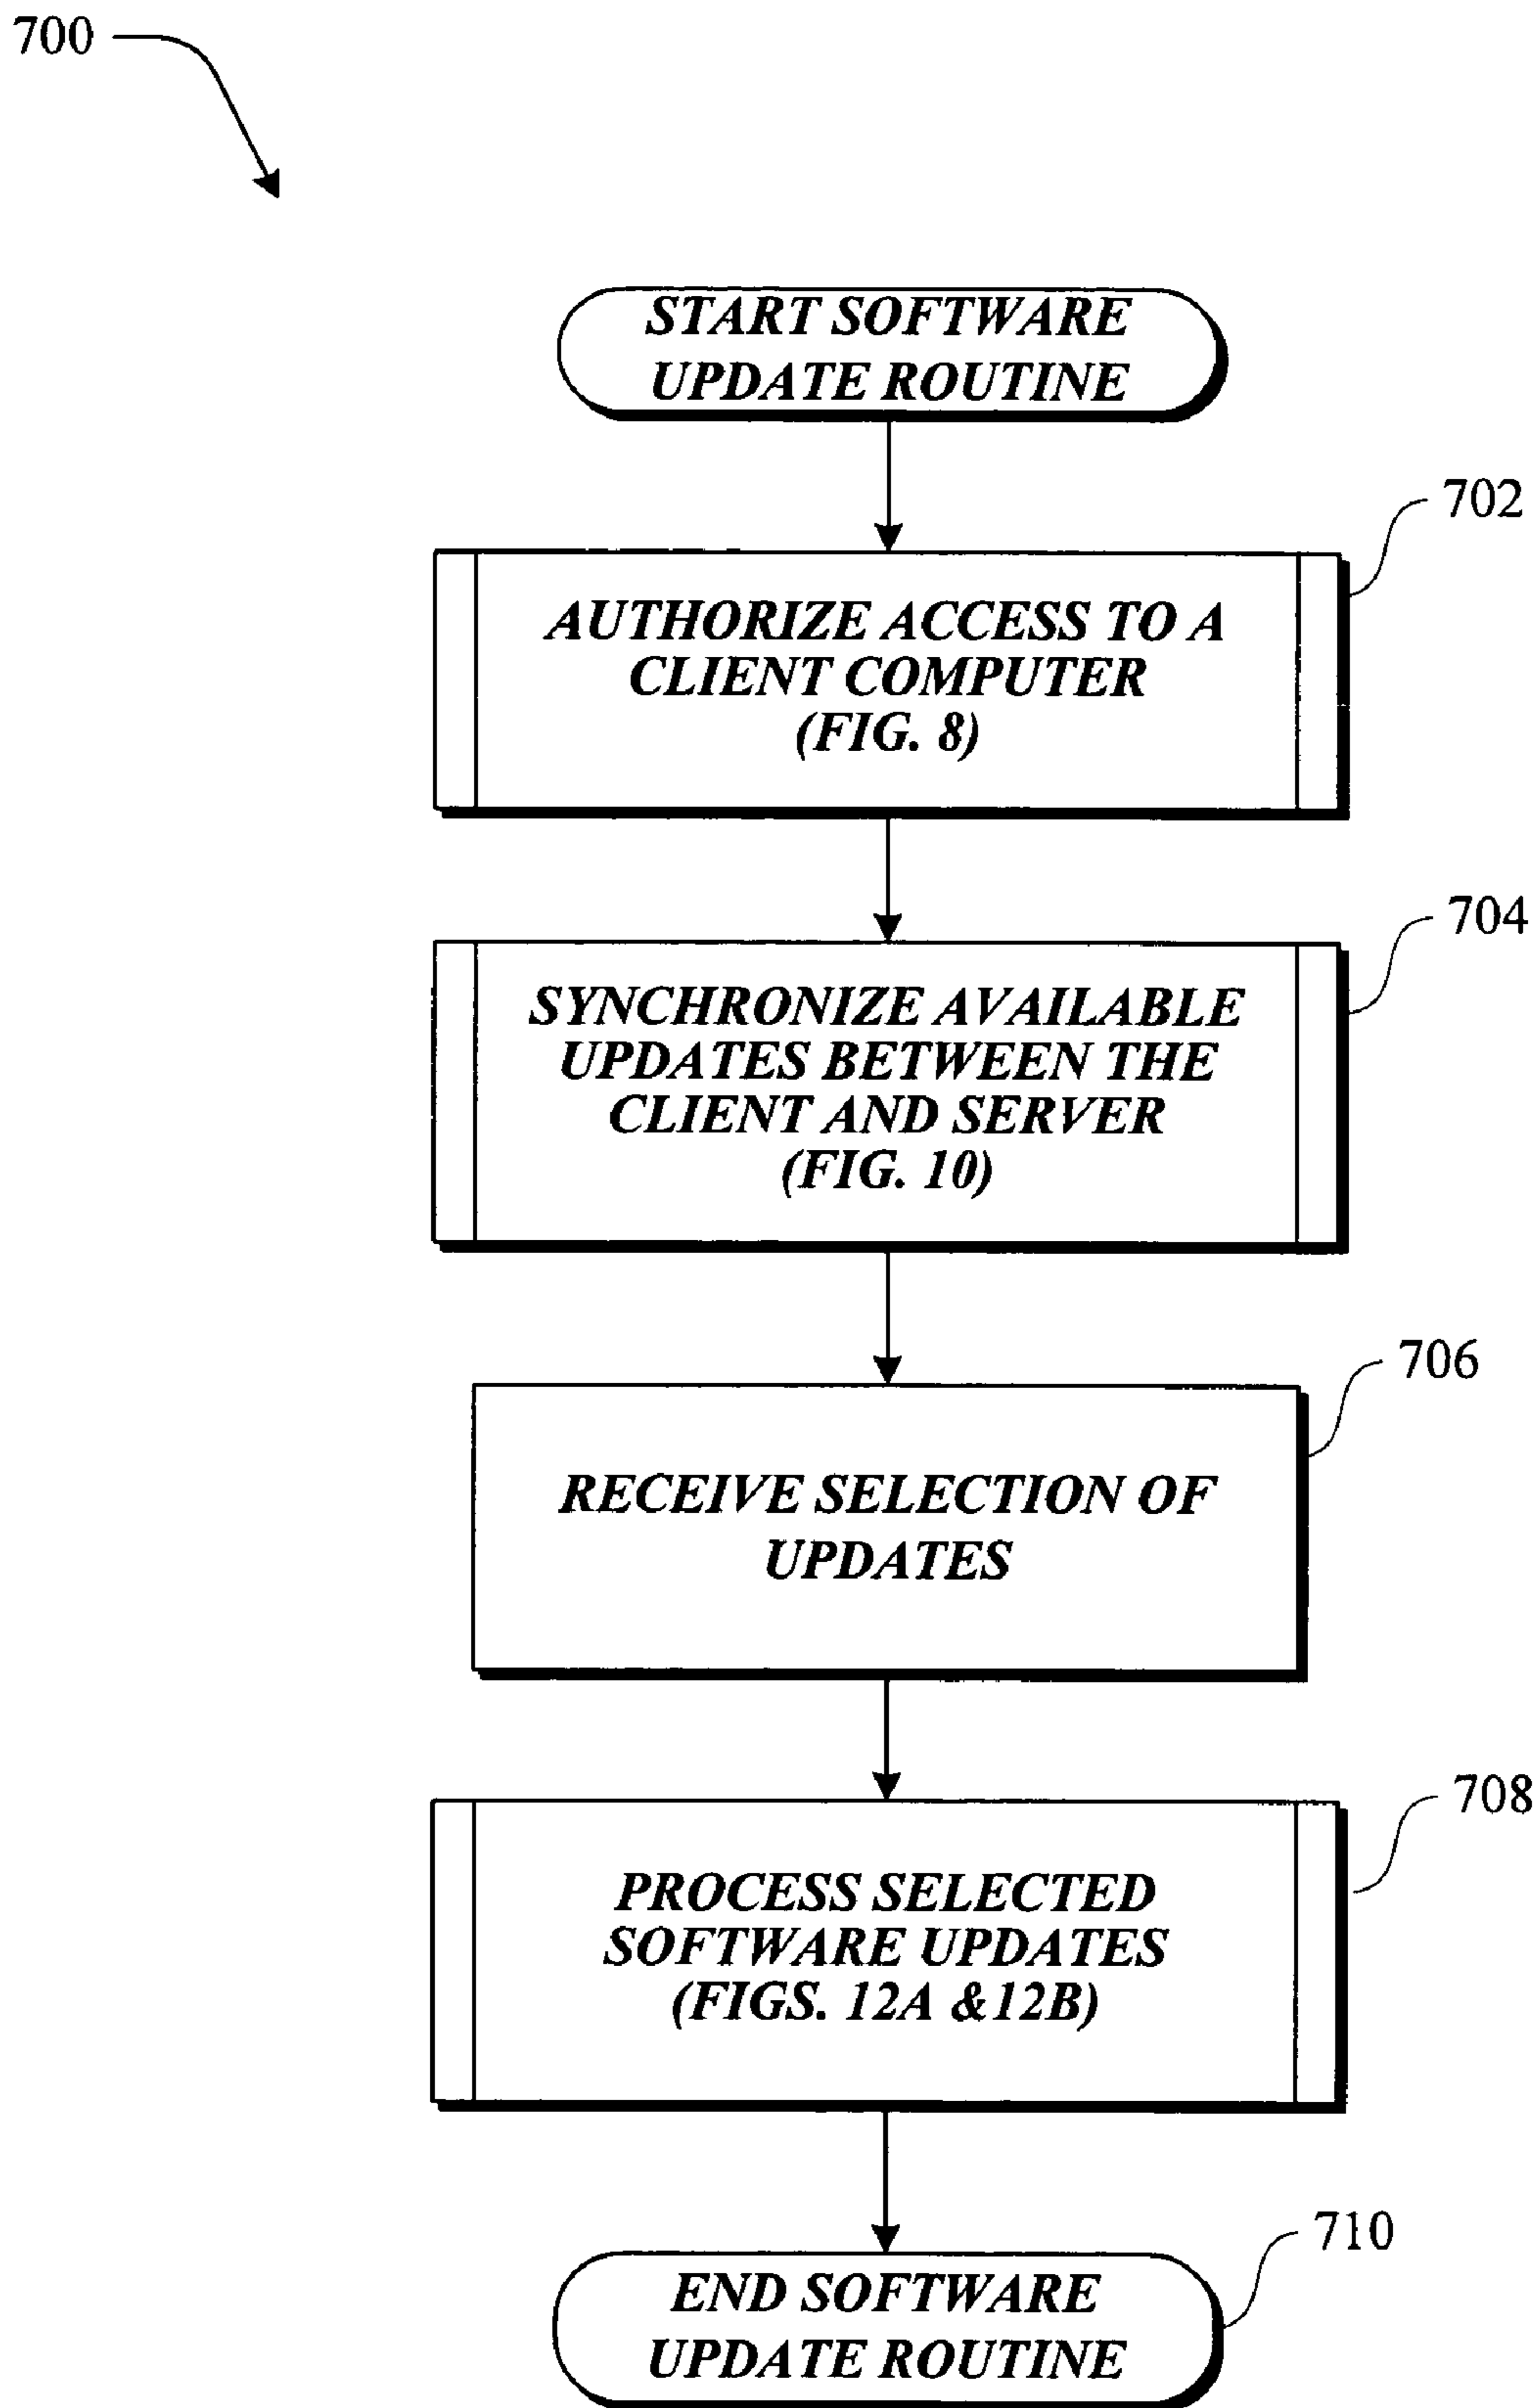 700
START SOFTWARE
UPDATE ROUTINE
702
AUTHORIZE ACCESS TO A
CLIENT COMPUTER
(FIG. 8)
704
SYNCHRONIZE AVAILABLE
UPDATES BETWEEN THE
CLIENT AND SERVER
(FIG. 10)
706
RECEIVE SELECTION OF
UPDATES
708
PROCESS SELECTED
SOFTWARE UPDATES
(FIGS. 12A &12B)
710
END SOFTWARE
UPDATE ROUTINE